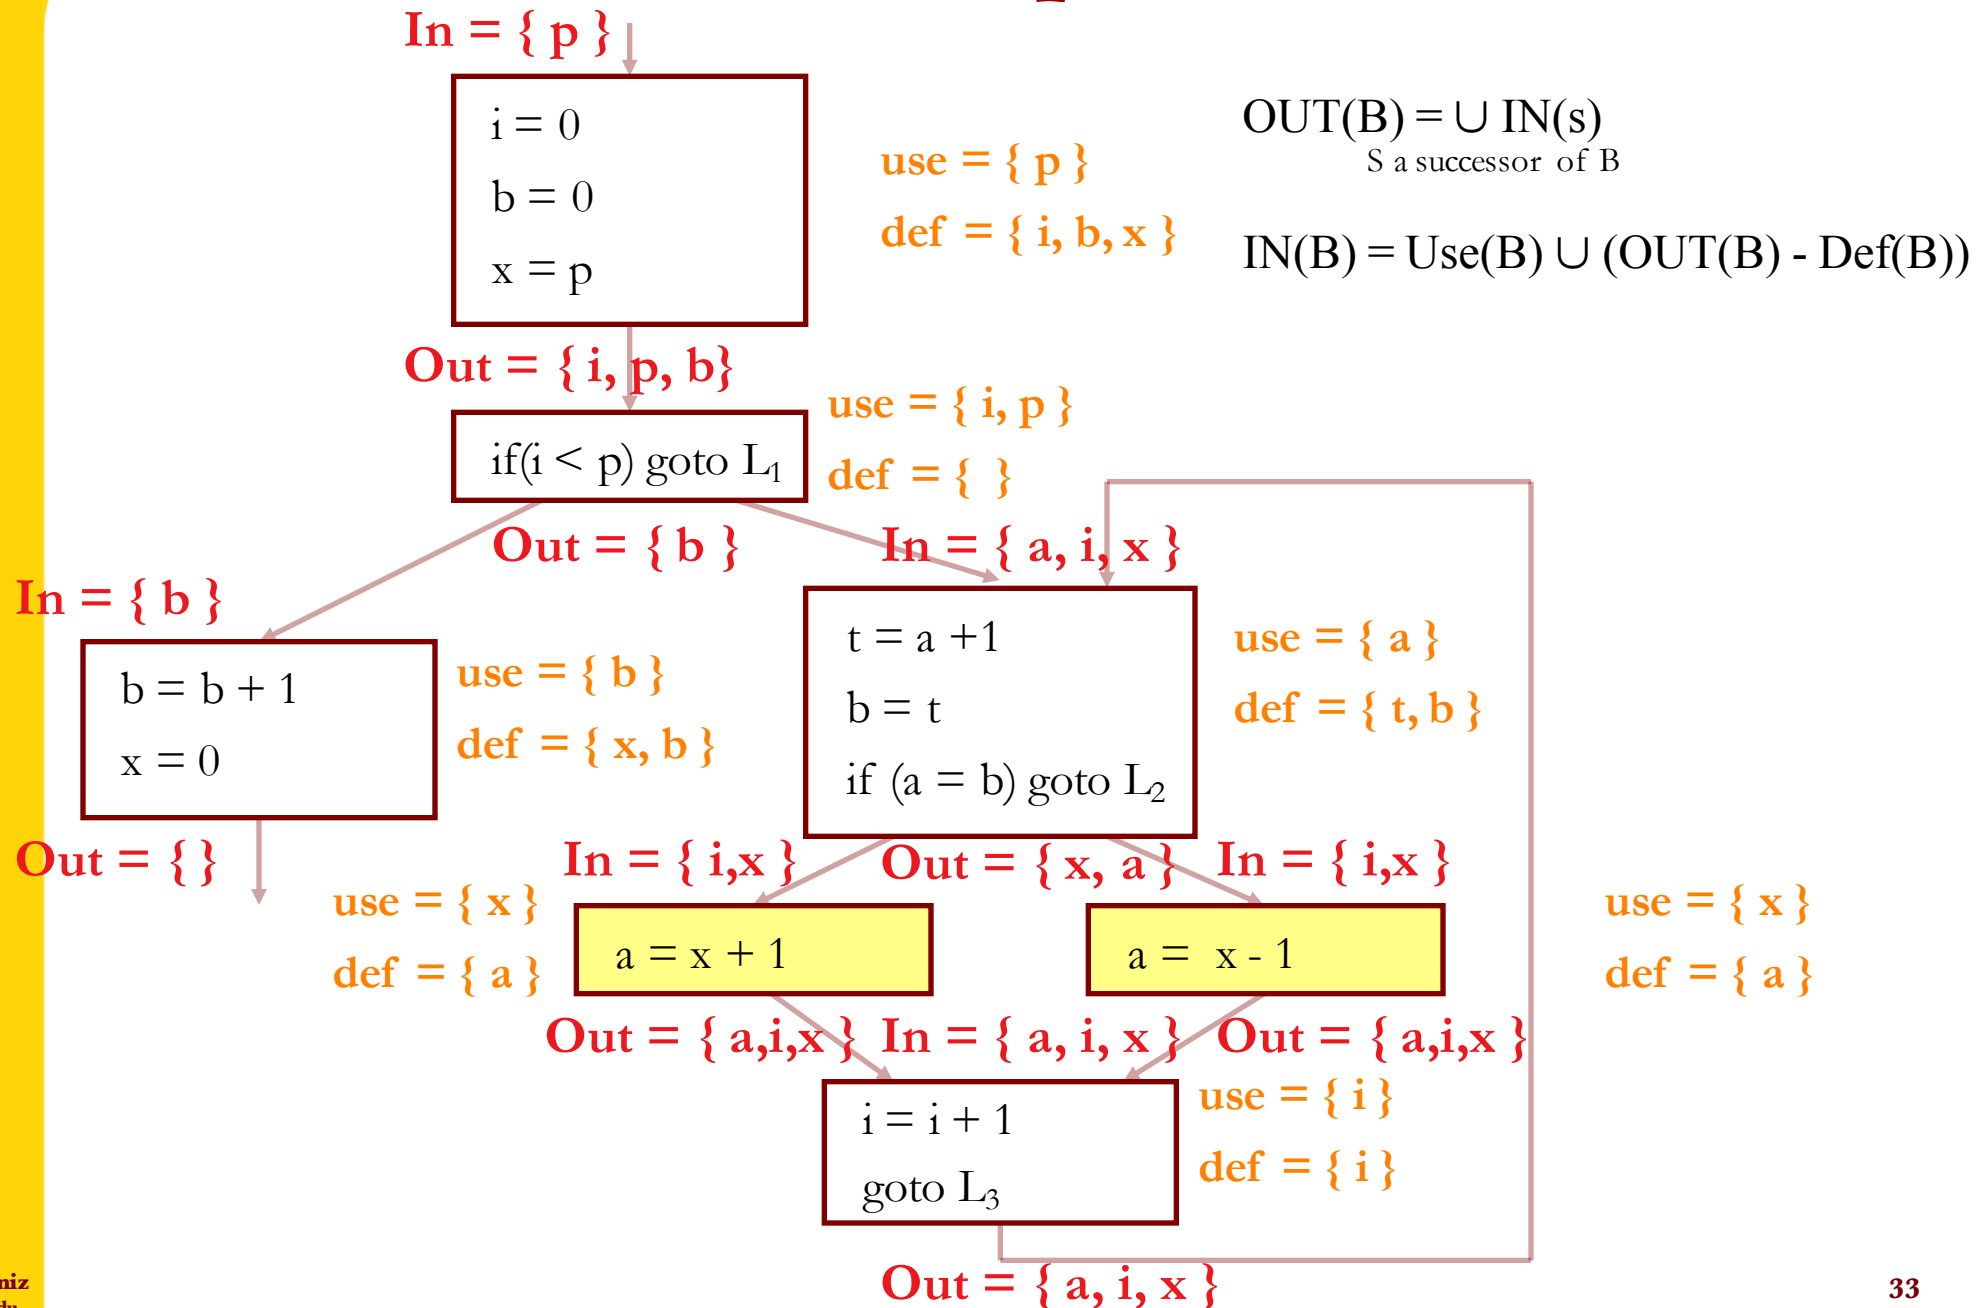 In = { p }
i = 0
b = 0
x = p
use = { p }
def = { i, b, x }
OUT(B) = ∪ IN(s)
S a successor of B
IN(B) = Use(B) ∪ (OUT(B) - Def(B))
Out = { i, p, b}
if(i < p) goto L₁
use = { i, p }
def = { }
Out = { b }
In = { a, i, x }
In = { b }
b = b + 1
x = 0
use = { b }
def = { x, b }
t = a +1
b = t
if (a = b) goto L₂
use = { a }
def = { t, b }
Out = { }
In = { i,x }
Out = { x, a }
In = { i,x }
use = { x }
def = { a }
a = x + 1
a = x - 1
use = { x }
def = { a }
Out = { a,i,x }
In = { a, i, x }
Out = { a,i,x }
i = i + 1
goto L₃
use = { i }
def = { i }
Out = { a, i, x }
33